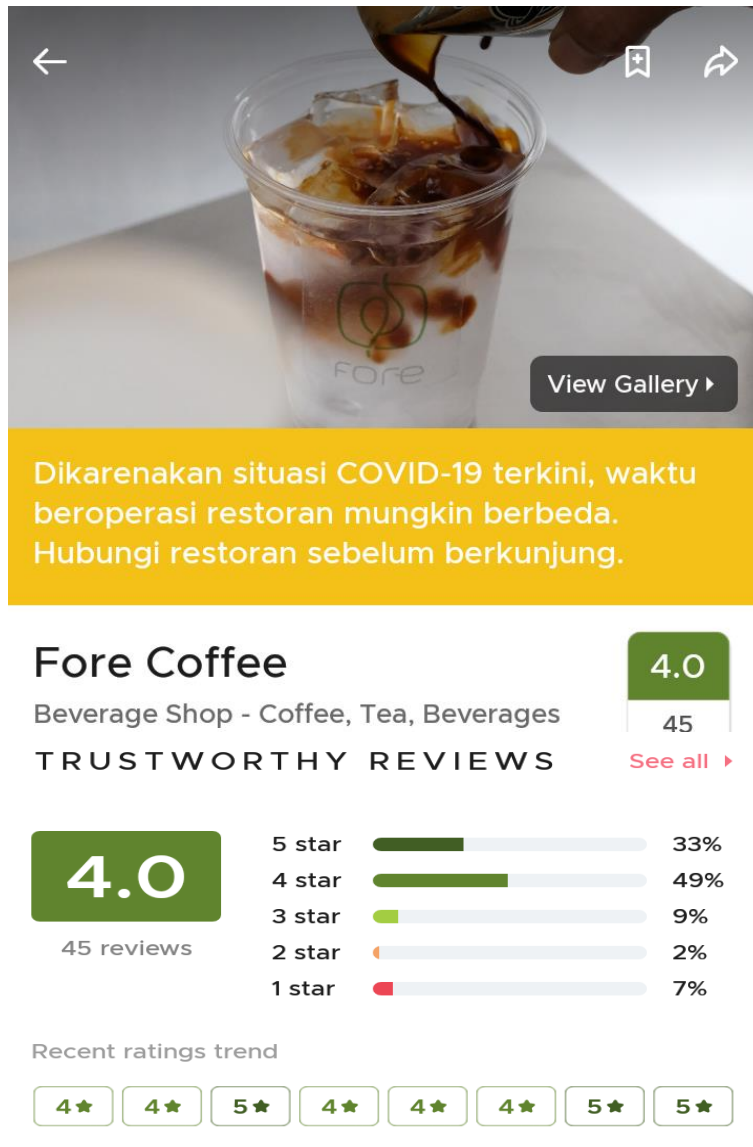 Fore
View Gallery
Dikarenakan situasi COVID-19 terkini, waktu
beroperasi restoran mungkin berbeda.
Hubungi restoran sebelum berkunjung.
Fore Coffee
4.0
Beverage Shop - Coffee, Tea, Beverages
45
TRUSTWORTHY REVIEWS
See all
4.0
45 reviews
5 star 33%
4 star 49%
3 star 9%
2 star 2%
1 star 7%
Recent ratings trend
4★ 4★ 5★ 4★ 4★ 4★ 5★ 5★